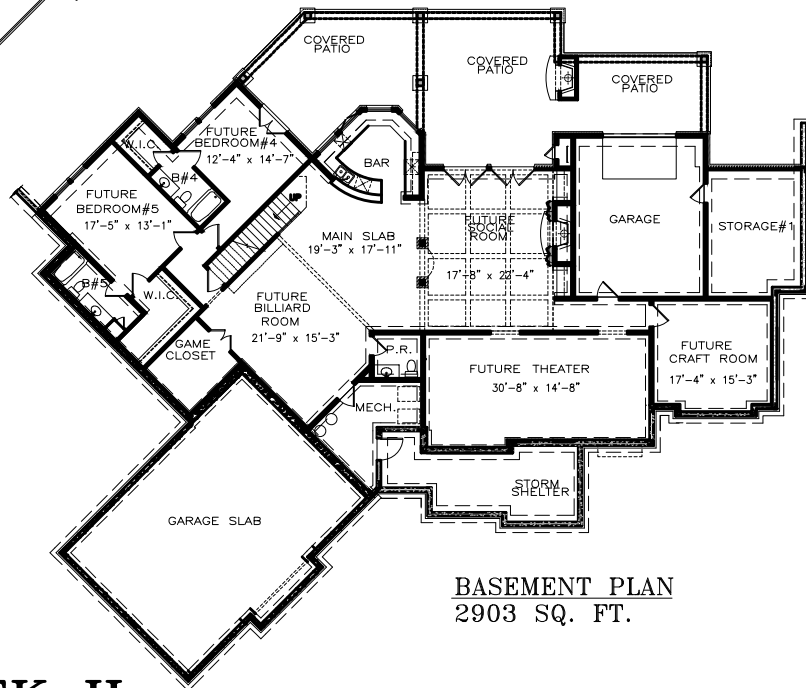 COVERED
PATIO
COVERED
PATIO
COVERED
PATIO
FUTURE
BEDROOM#4
12'-4" x 14'-7"
W.I.C.
B#4
BAR
UP
FUTURE
BEDROOM#5
17'-5" x 13'-1"
MAIN SLAB
19'-3" x 17'-11"
FUTURE
SOCIAL
ROOM
17'-8" x 22'-4"
GARAGE
STORAGE#1
B#5
W.I.C.
FUTURE
BILLIARD
ROOM
21'-9" x 15'-3"
GAME
CLOSET
P.R.
FUTURE THEATER
30'-8" x 14'-8"
FUTURE
CRAFT ROOM
17'-4" x 15'-3"
MECH.
STORM
SHELTER
GARAGE SLAB
BASEMENT PLAN
2903 SQ. FT.